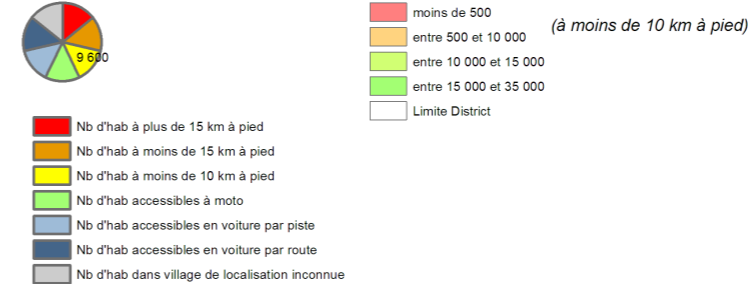 9 600
Nb d'hab à plus de 15 km à pied
Nb d'hab à moins de 15 km à pied
Nb d'hab à moins de 10 km à pied
Nb d'hab accessibles à moto
Nb d'hab accessibles en voiture par piste
Nb d'hab accessibles en voiture par route
Nb d'hab dans village de localisation inconnue
moins de 500
entre 500 et 10 000
entre 10 000 et 15 000
entre 15 000 et 35 000
Limite District
(à moins de 10 km à pied)